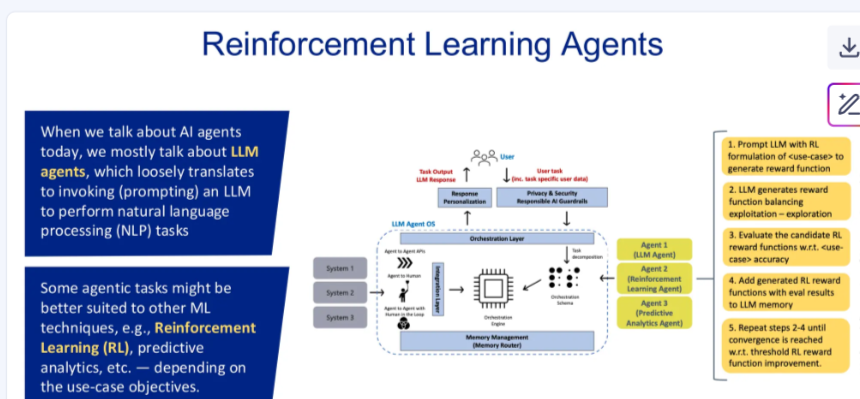 Reinforcement Learning Agents
When we talk about AI agents
today, we mostly talk about LLM
agents, which loosely translates
to invoking (prompting) an LLM
to perform natural language
processing (NLP) tasks
Some agentic tasks might be
better suited to other ML
techniques, e.g., Reinforcement
Learning (RL), predictive
analytics, etc. — depending on
the use-case objectives.
User
Task Output
LLM Response
User task
(inc. task specific user data)
Response
Personalization
Privacy & Security
Responsible AI Guardrails
LLM Agent OS
Orchestration Layer
System 1
System 2
System 3
Agent to Agent APIs
Agent to Human
Agent to Agent with
Human in the Loop
Integration Layer
Orchestration
Engine
Task
decomposition
Orchestration
Schema
Memory Management
(Memory Router)
Agent 1
(LLM Agent)
Agent 2
(Reinforcement
Learning Agent)
Agent 3
(Predictive
Analytics Agent)
1. Prompt LLM with RL
formulation of <use-case> to
generate reward function
2. LLM generates reward
function balancing
exploitation – exploration
3. Evaluate the candidate RL
reward functions w.r.t. <use-
case> accuracy
4. Add generated RL reward
functions with eval results
to LLM memory
5. Repeat steps 2-4 until
convergence is reached
w.r.t. threshold RL reward
function improvement.